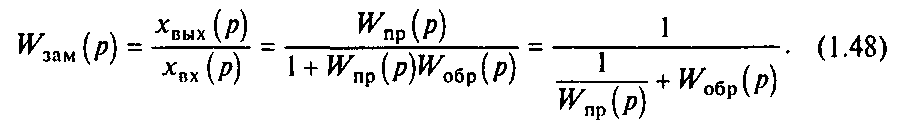 W_зам(p) = x_вых(p) / x_вх(p) = W_пр(p) / (1 + W_пр(p)W_обр(p)) = 1 / (1 / W_пр(p) + W_обр(p)). (1.48)